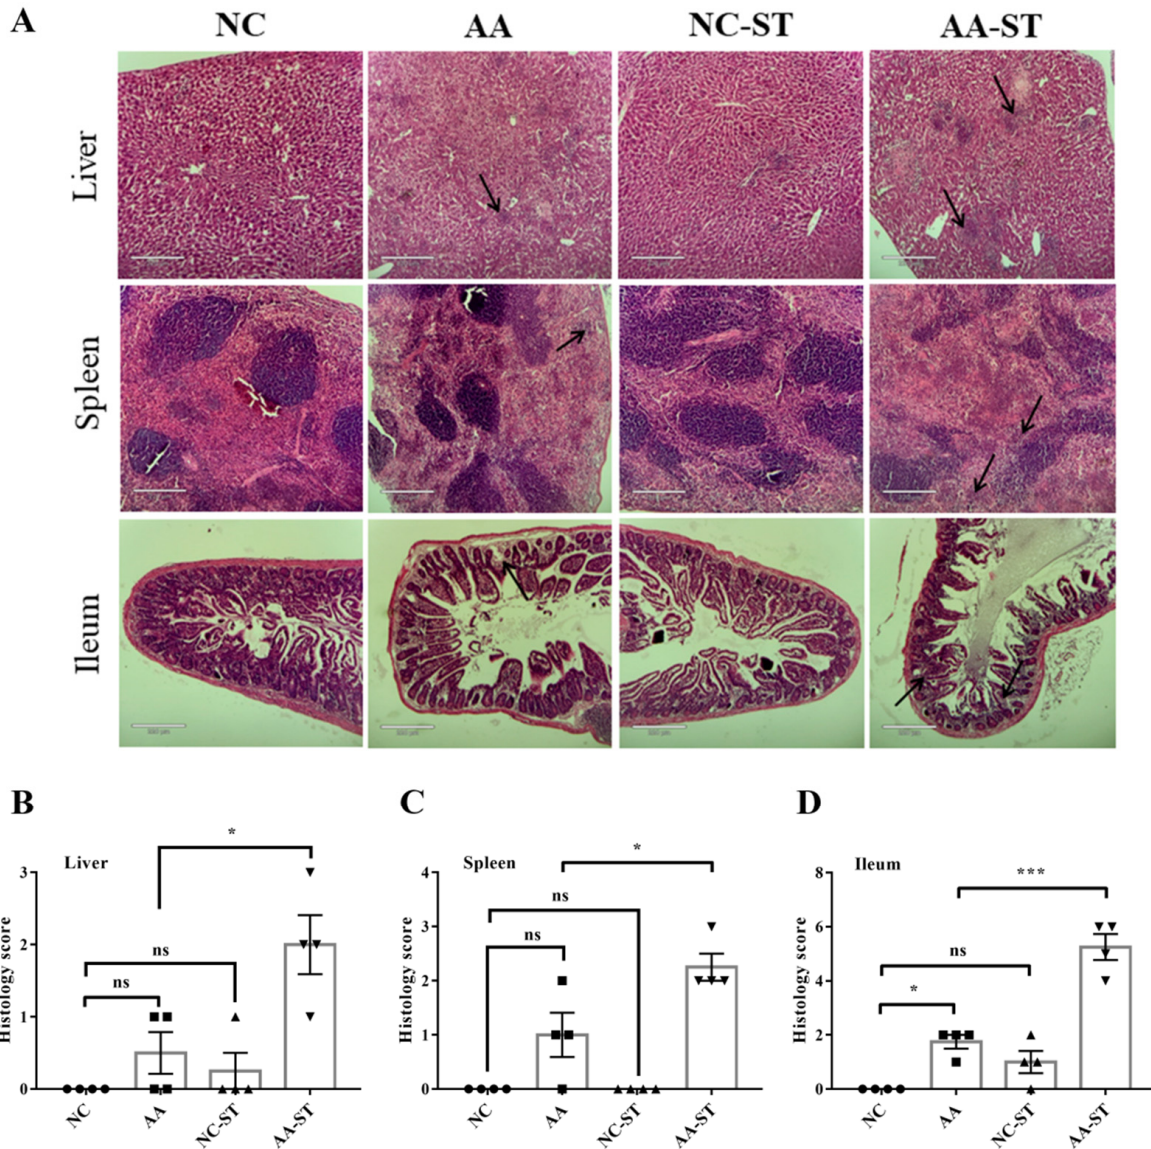 A
NC
AA
NC-ST
AA-ST
Liver
Spleen
Ileum
B
Liver
Histology score
3
2
1
0
*
ns
ns
NC
AA
NC-ST
AA-ST
C
Spleen
Histology score
4
3
2
1
0
*
ns
ns
NC
AA
NC-ST
AA-ST
D
Ileum
Histology score
8
6
4
2
0
***
ns
*
NC
AA
NC-ST
AA-ST